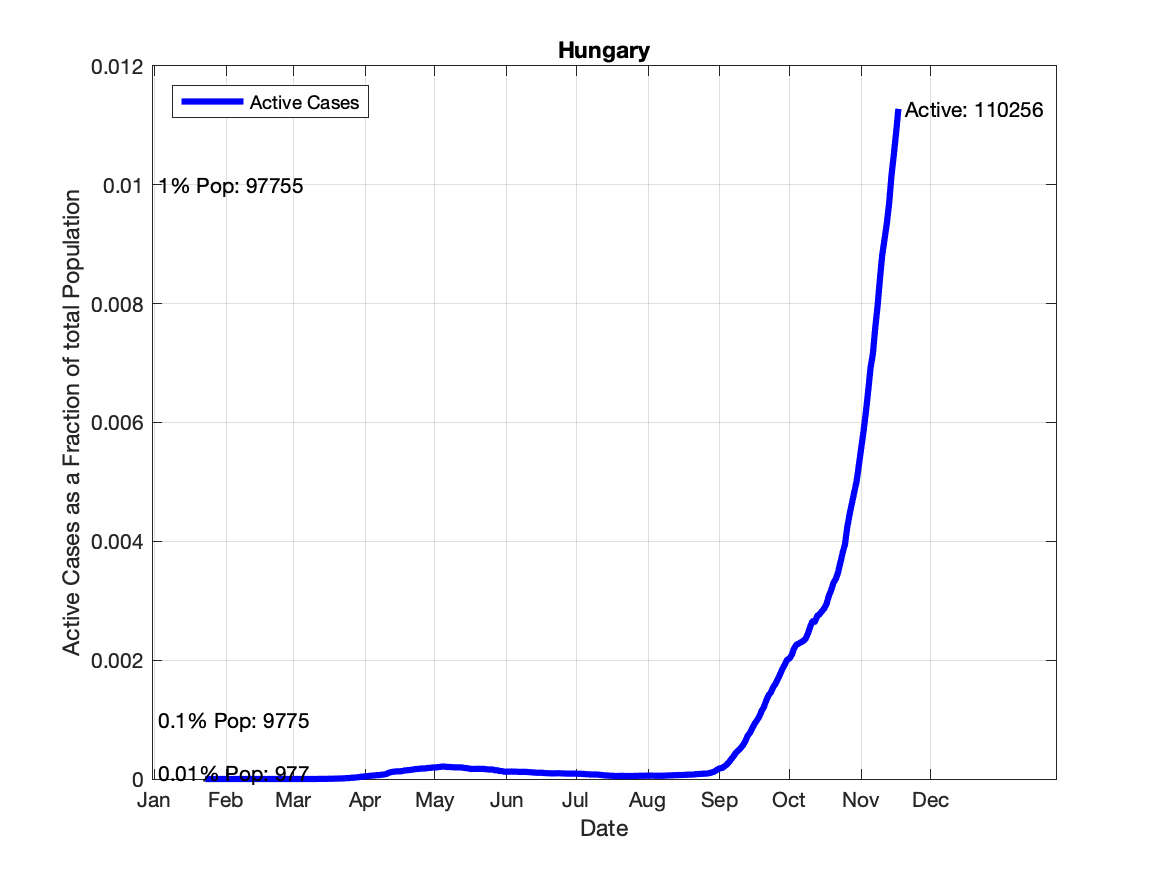 Hungary
0.012
Active Cases
Active: 110256
0.01
1% Pop: 97755
0.008
0.006
0.004
0.002
0.1% Pop: 9775
0.01% Pop: 977
0
Active Cases as a Fraction of total Population
Jan Feb Mar Apr May Jun Jul Aug Sep Oct Nov Dec
Date